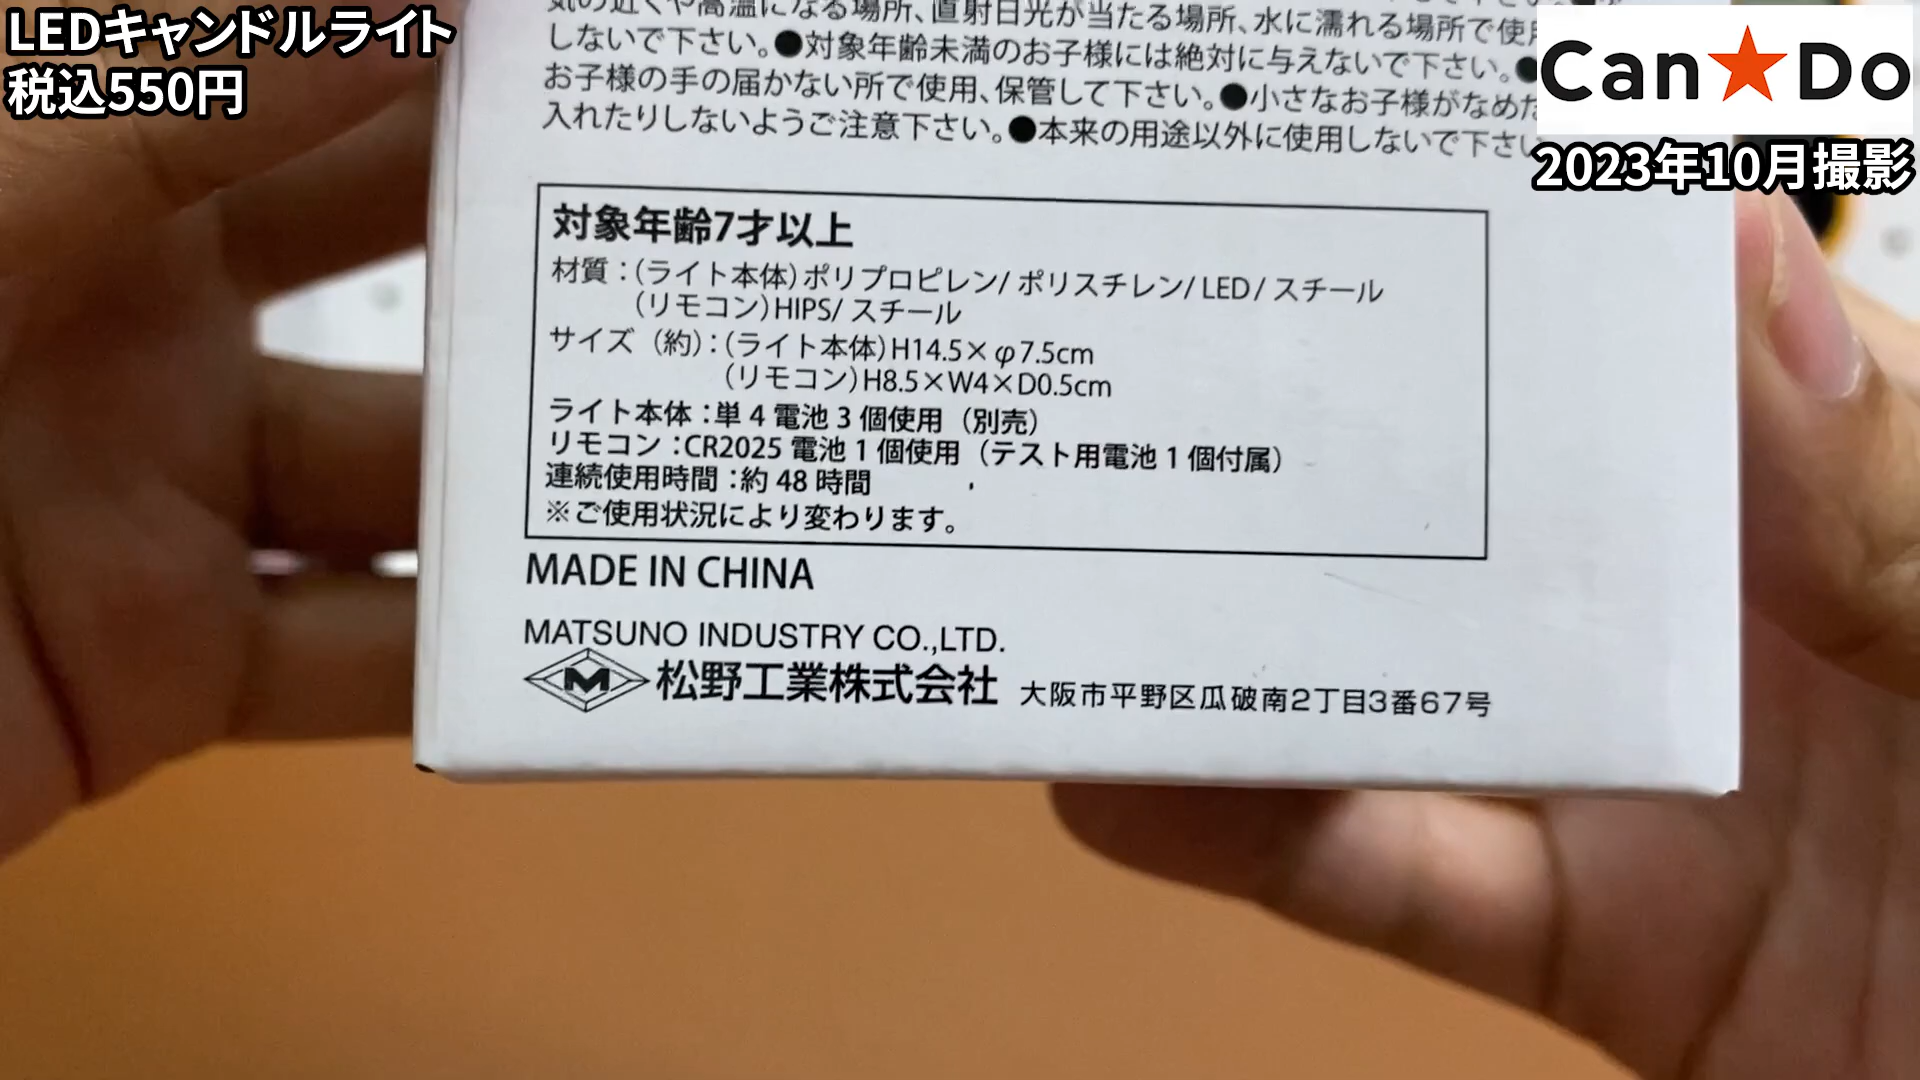 LEDキャンドルライト
税込550円
Can★Do
2023年10月撮影
気の近くや高温になる場所、直射日光が当たる場所、水に濡れる場所で使用
しないで下さい。●対象年齢未満のお子様には絶対に与えないで下さい。●
お子様の手の届かない所で使用、保管して下さい。●小さなお子様がなめた
入れたりしないようご注意下さい。●本来の用途以外に使用しないで下さい
対象年齢7才以上
材質：（ライト本体）ポリプロピレン/ ポリスチレン/ LED/ スチール
（リモコン）HIPS/ スチール
サイズ（約）：（ライト本体）H14.5×φ7.5cm
（リモコン）H8.5×W4×D0.5cm
ライト本体：単4電池3個使用（別売）
リモコン：CR2025電池1個使用（テスト用電池1個付属）
連続使用時間：約48時間
※ご使用状況により変わります。
MADE IN CHINA
MATSUNO INDUSTRY CO.,LTD.
M 松野工業株式会社 大阪市平野区瓜破南2丁目3番67号